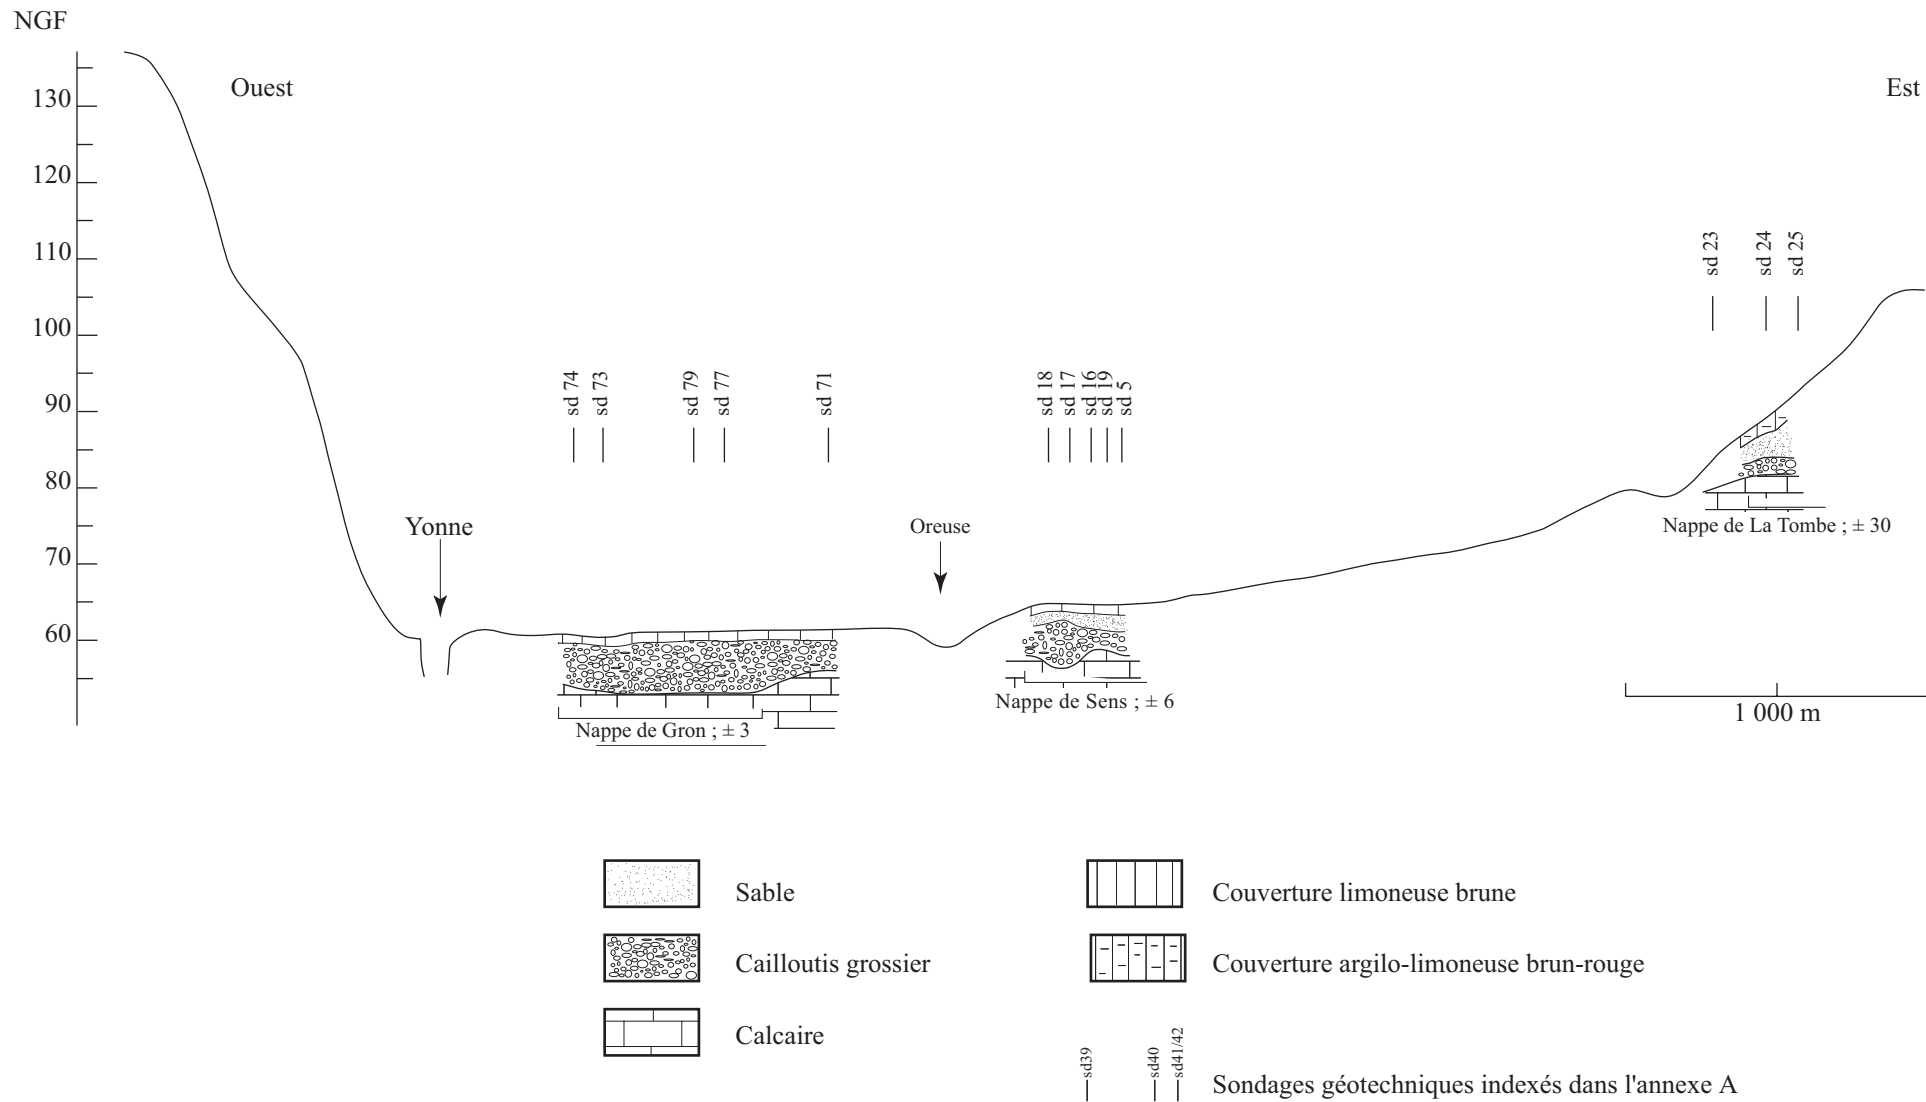 NGF
Ouest
Est
130
120
110
100
90
80
70
60
sd 23
sd 24
sd 25
sd 74
sd 73
sd 79
sd 77
sd 71
sd 18
sd 17
sd 16
sd 19
sd 5
Yonne
Oreuse
Nappe de La Tombe ; ± 30
Nappe de Sens ; ± 6
Nappe de Gron ; ± 3
1 000 m
Sable
Couverture limoneuse brune
Cailloutis grossier
Couverture argilo-limoneuse brun-rouge
Calcaire
sd39
sd40
sd41/42
Sondages géotechniques indexés dans l'annexe A